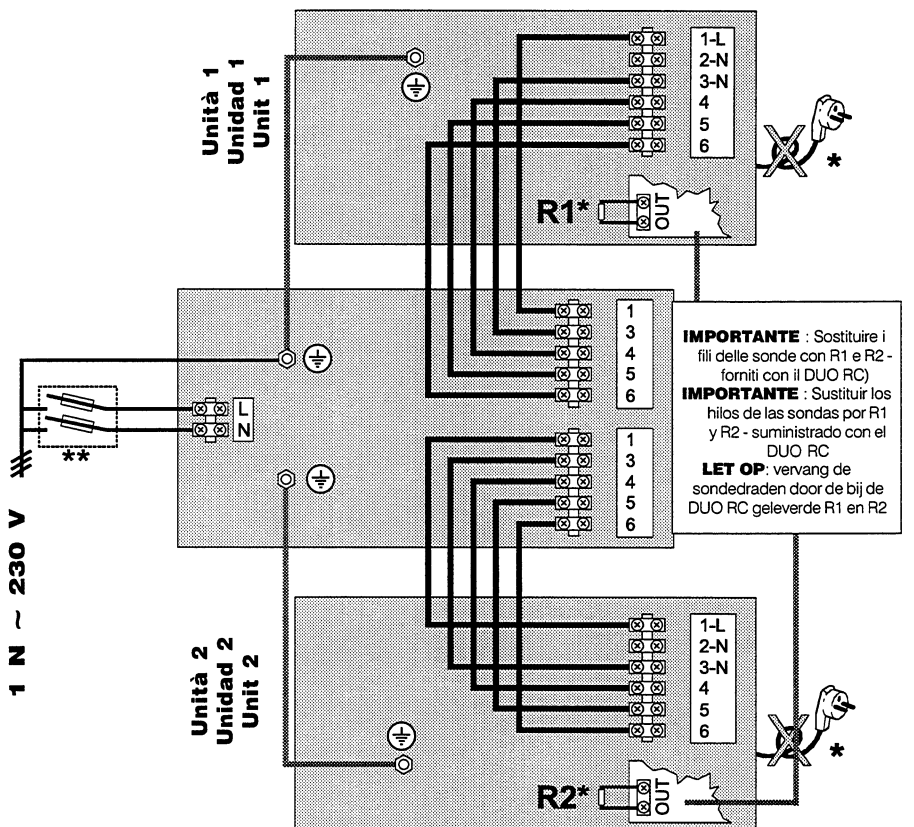 Unità 1
Unidad 1
Unit 1
1-L
2-N
3-N
4
5
6
*
R1*
OUT
1
3
4
5
6
L
N
**
1 N ~ 230 V
1
3
4
5
6
IMPORTANTE : Sostituire i
fili delle sonde con R1 e R2 -
forniti con il DUO RC)
IMPORTANTE : Sustituir los
hilos de las sondas por R1
y R2 - suministrado con el
DUO RC
LET OP: vervang de
sondedraden door de bij de
DUO RC geleverde R1 en R2
Unità 2
Unidad 2
Unit 2
1-L
2-N
3-N
4
5
6
*
R2*
OUT